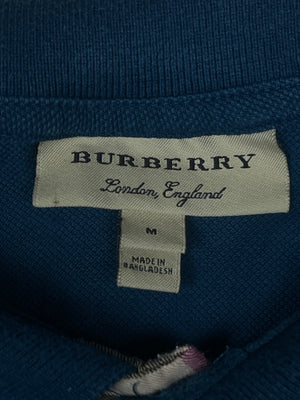 BURBERRY
London, England
M
MADE IN
BANGLADESH